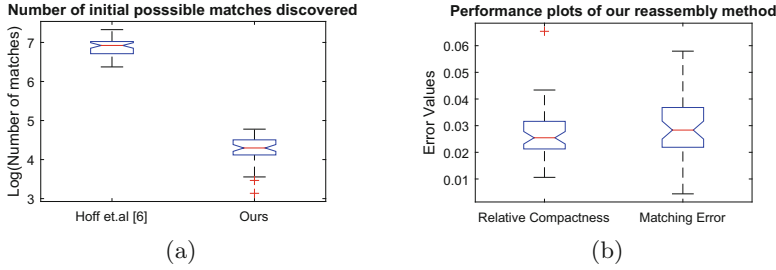 Number of initial posssible matches discovered
Log(Number of matches)
7
6
5
4
3
Hoff et.al [6]
Ours
(a)
Performance plots of our reassembly method
Error Values
0.06
0.05
0.04
0.03
0.02
0.01
Relative Compactness
Matching Error
(b)